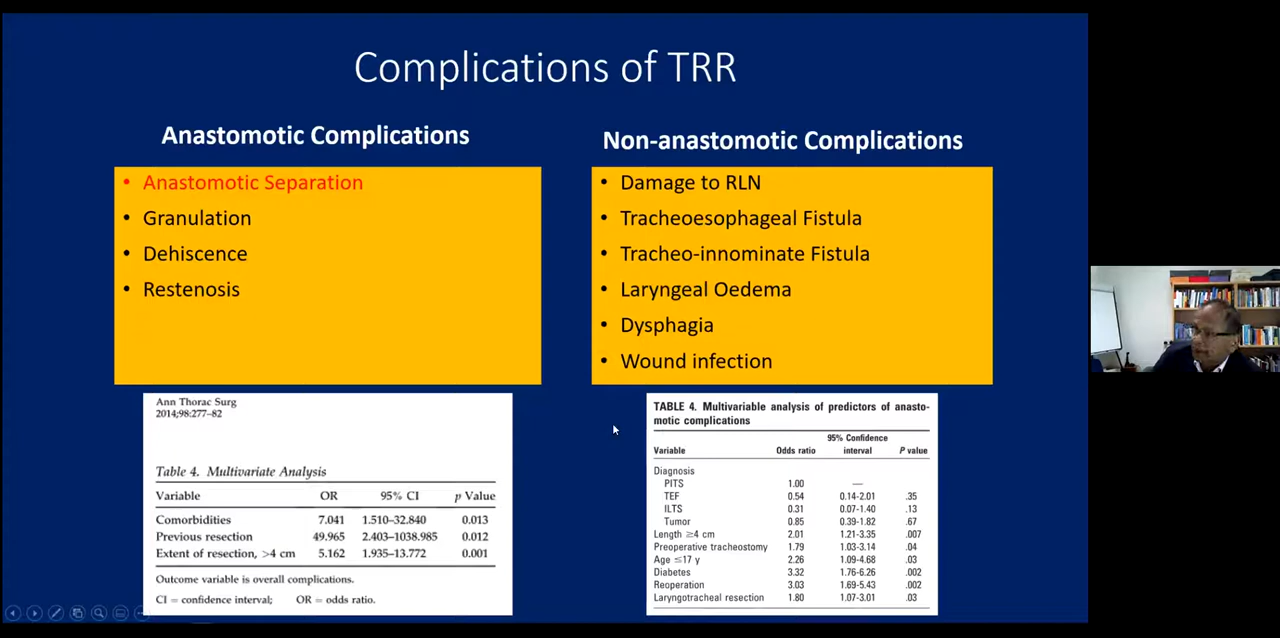 Complications of TRR
Anastomotic Complications
• Anastomotic Separation
• Granulation
• Dehiscence
• Restenosis
Non-anastomotic Complications
• Damage to RLN
• Tracheoesophageal Fistula
• Tracheo-innominate Fistula
• Laryngeal Oedema
• Dysphagia
• Wound infection
Ann Thorac Surg
2014;98:277–82
Table 4. Multivariate Analysis
Variable OR 95% CI p Value
Comorbidities 7.041 1.510–32.840 0.013
Previous resection 49.965 2.403–1038.985 0.012
Extent of resection, >4 cm 5.162 1.935–13.772 0.001
Outcome variable is overall complications.
CI = confidence interval; OR = odds ratio.
TABLE 4. Multivariable analysis of predictors of anasto-
motic complications
95% Confidence
Variable Odds ratio interval P value
Diagnosis
PITS 1.00 —
TEF 0.54 0.14-2.01 .35
ILTS 0.31 0.07-1.40 .13
Tumor 0.85 0.39-1.82 .67
Length ≥4 cm 2.01 1.21-3.35 .007
Preoperative tracheostomy 1.79 1.03-3.14 .04
Age ≤17 y 2.26 1.09-4.68 .03
Diabetes 3.32 1.76-6.26 .002
Reoperation 3.03 1.69-5.43 .002
Laryngotracheal resection 1.80 1.07-3.01 .03